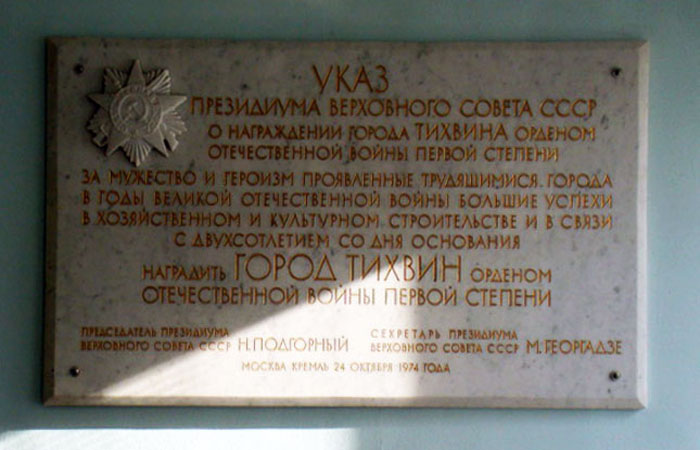 УКАЗ
ПРЕЗИДИУМА ВЕРХОВНОГО СОВЕТА СССР
О НАГРАЖДЕНИИ ГОРОДА ТИХВИНА ОРДЕНОМ
ОТЕЧЕСТВЕННОЙ ВОЙНЫ ПЕРВОЙ СТЕПЕНИ
ЗА МУЖЕСТВО И ГЕРОИЗМ ПРОЯВЛЕННЫЕ ТРУДЯЩИМИСЯ ГОРОДА
В ГОДЫ ВЕЛИКОЙ ОТЕЧЕСТВЕННОЙ ВОЙНЫ БОЛЬШИЕ УСПЕХИ
В ХОЗЯЙСТВЕННОМ И КУЛЬТУРНОМ СТРОИТЕЛЬСТВЕ И В СВЯЗИ
С ДВУХСОТЛЕТИЕМ СО ДНЯ ОСНОВАНИЯ
НАГРАДИТЬ ГОРОД ТИХВИН ОРДЕНОМ
ОТЕЧЕСТВЕННОЙ ВОЙНЫ ПЕРВОЙ СТЕПЕНИ
ПРЕДСЕДАТЕЛЬ ПРЕЗИДИУМА
ВЕРХОВНОГО СОВЕТА СССР Н. ПОДГОРНЫЙ
СЕКРЕТАРЬ ПРЕЗИДИУМА
ВЕРХОВНОГО СОВЕТА СССР М. ГЕОРГАДЗЕ
МОСКВА КРЕМЛЬ 24 ОКТЯБРЯ 1974 ГОДА